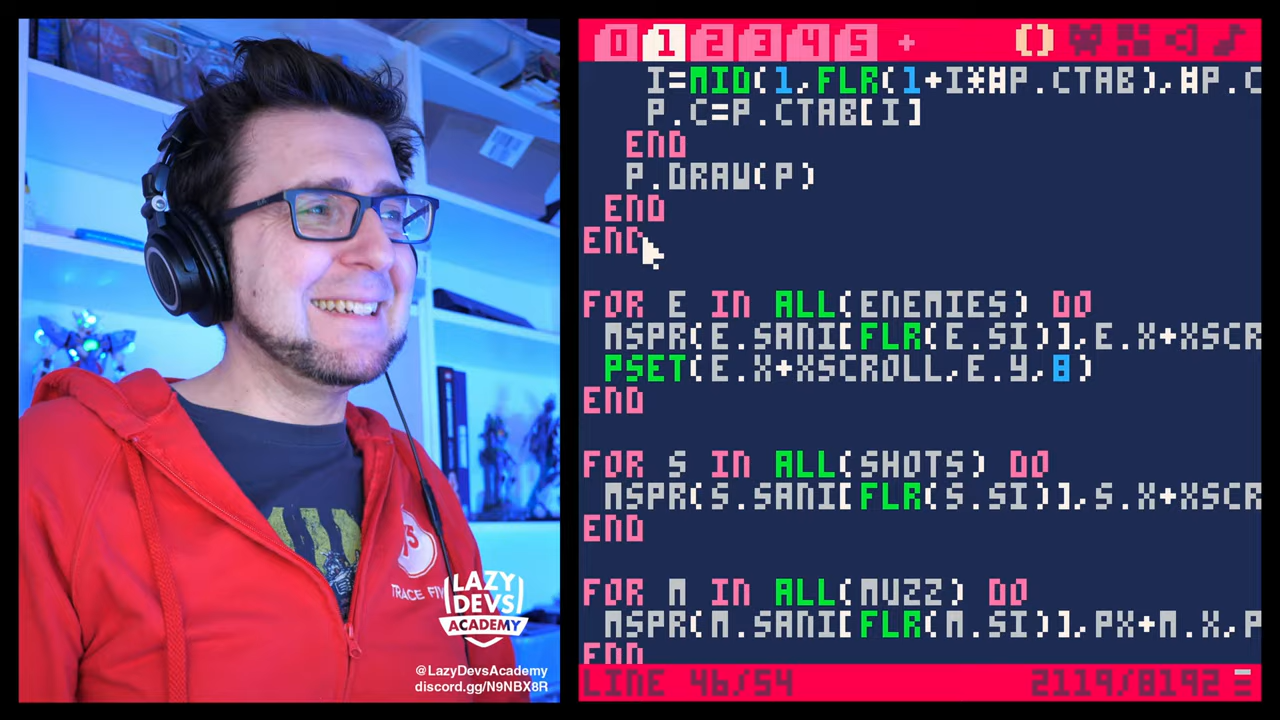 0 1 2 3 4 5 +
I=MID(1,FLR(1+I*#P.CTAB),#P.C
P.C=P.CTAB[I]
END
P.DRAW(P)
END
END
FOR E IN ALL(ENEMIES) DO
MSPR(E.SANI[FLR(E.SI)],E.X+XSCR
PSET(E.X+XSCROLL,E.Y,8)
END
FOR S IN ALL(SHOTS) DO
MSPR(S.SANI[FLR(S.SI)],S.X+XSCR
END
FOR M IN ALL(MUZZ) DO
MSPR(M.SANI[FLR(M.SI)],PX+M.X,P
END
LINE 46/54
2119/8192
TRACE
LAZY
DEVS
ACADEMY
@LazyDevsAcademy
discord.gg/N9NBX8R